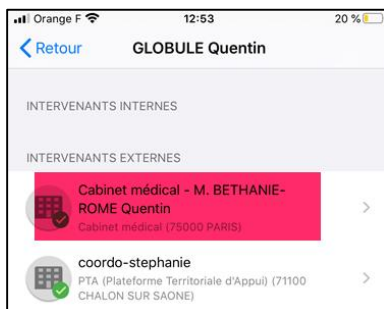 Orange F 12:53 20 %
Retour GLOBULE Quentin
INTERVENANTS INTERNES
INTERVENANTS EXTERNES
Cabinet médical - M. BETHANIE-
ROME Quentin
Cabinet médical (75000 PARIS)
coordo-stephanie
PTA (Plateforme Territoriale d'Appui) (71100
CHALON SUR SAONE)